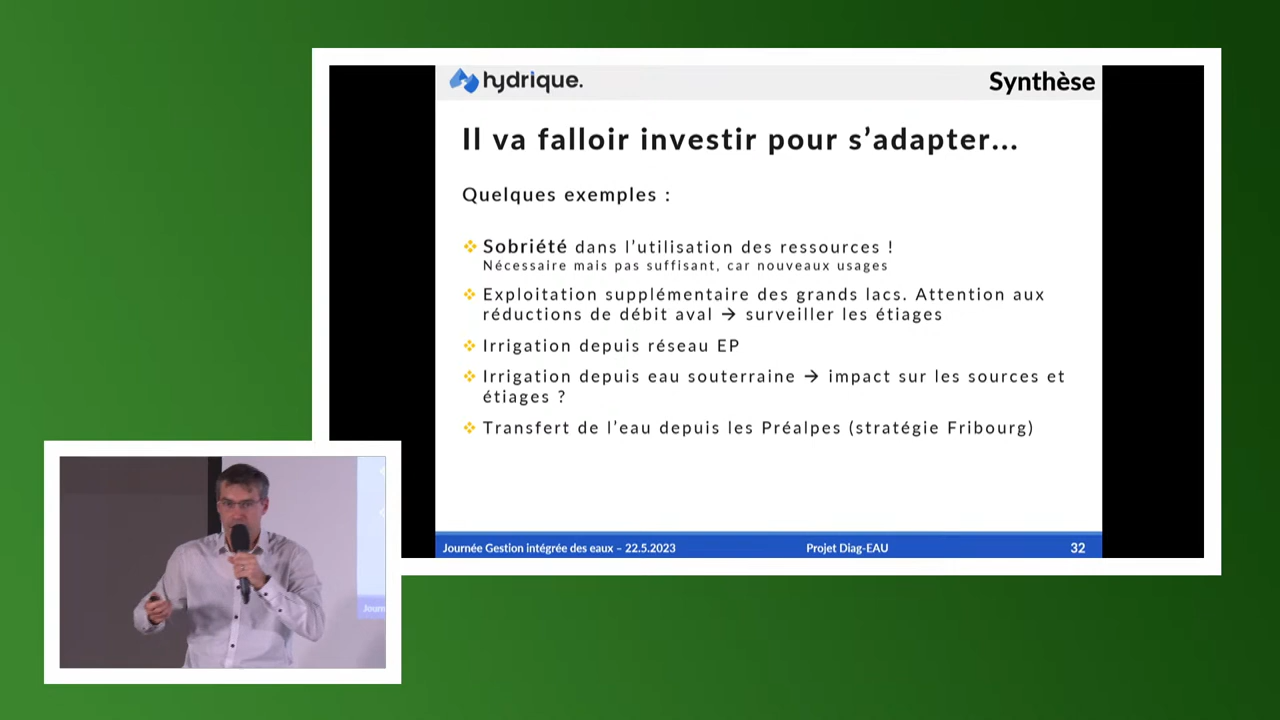 hydrique.
Synthèse
Il va falloir investir pour s’adapter...
Quelques exemples :
❖ Sobriété dans l’utilisation des ressources !
Nécessaire mais pas suffisant, car nouveaux usages
❖ Exploitation supplémentaire des grands lacs. Attention aux
réductions de débit aval → surveiller les étiages
❖ Irrigation depuis réseau EP
❖ Irrigation depuis eau souterraine → impact sur les sources et
étiages ?
❖ Transfert de l’eau depuis les Préalpes (stratégie Fribourg)
Journée Gestion intégrée des eaux – 22.5.2023
Projet Diag-EAU
32
Journ